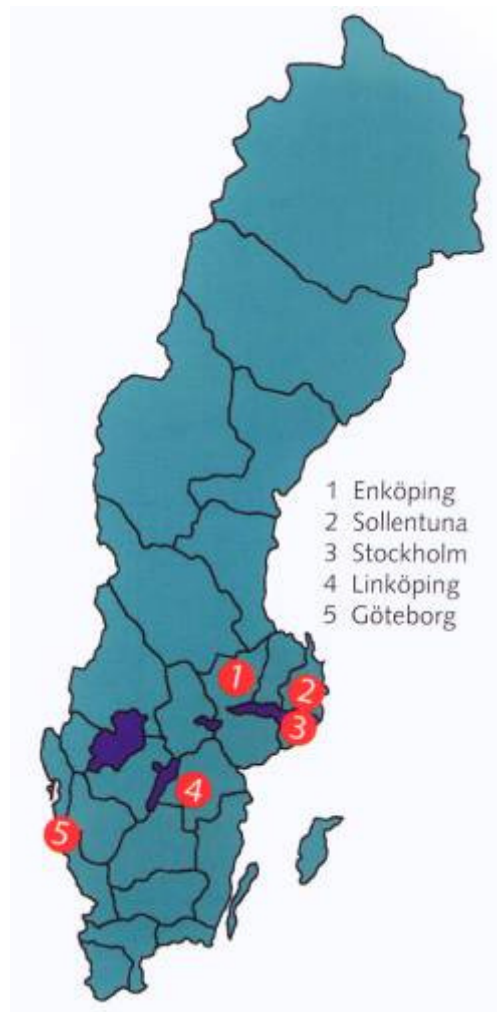 1 Enköping
2 Sollentuna
3 Stockholm
4 Linköping
5 Göteborg
1
2
3
4
5